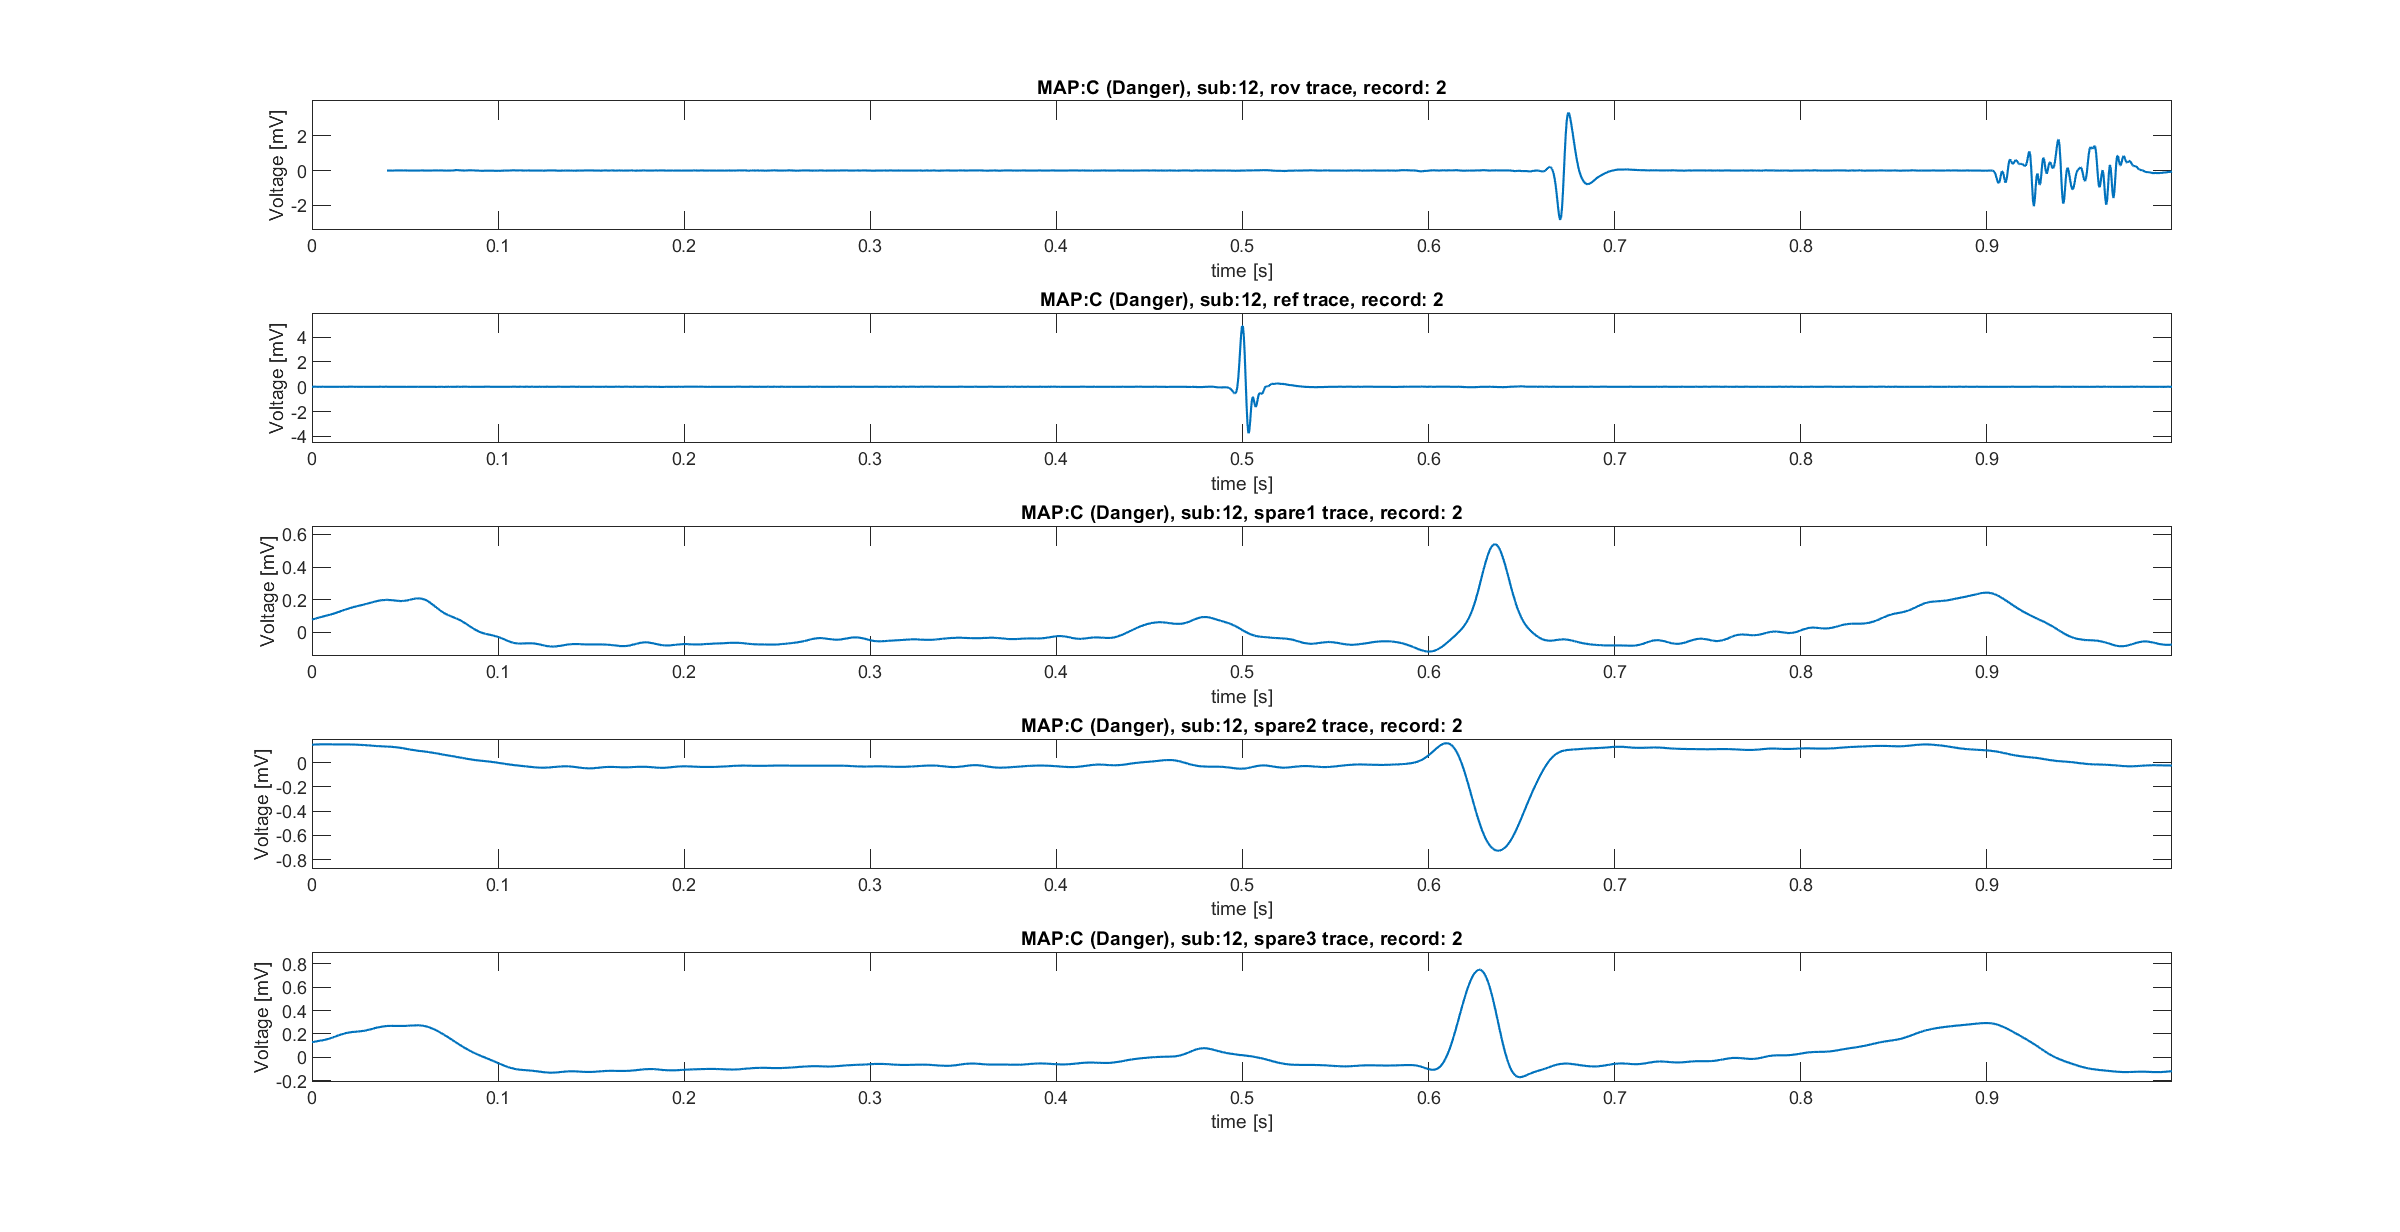 MAP:C (Danger), sub:12, rov trace, record: 2
Voltage [mV]
2
0
-2
0 0.1 0.2 0.3 0.4 0.5 0.6 0.7 0.8 0.9
time [s]
MAP:C (Danger), sub:12, ref trace, record: 2
Voltage [mV]
4
2
0
-2
-4
0 0.1 0.2 0.3 0.4 0.5 0.6 0.7 0.8 0.9
time [s]
MAP:C (Danger), sub:12, spare1 trace, record: 2
Voltage [mV]
0.6
0.4
0.2
0
0 0.1 0.2 0.3 0.4 0.5 0.6 0.7 0.8 0.9
time [s]
MAP:C (Danger), sub:12, spare2 trace, record: 2
Voltage [mV]
0
-0.2
-0.4
-0.6
-0.8
0 0.1 0.2 0.3 0.4 0.5 0.6 0.7 0.8 0.9
time [s]
MAP:C (Danger), sub:12, spare3 trace, record: 2
Voltage [mV]
0.8
0.6
0.4
0.2
0
-0.2
0 0.1 0.2 0.3 0.4 0.5 0.6 0.7 0.8 0.9
time [s]